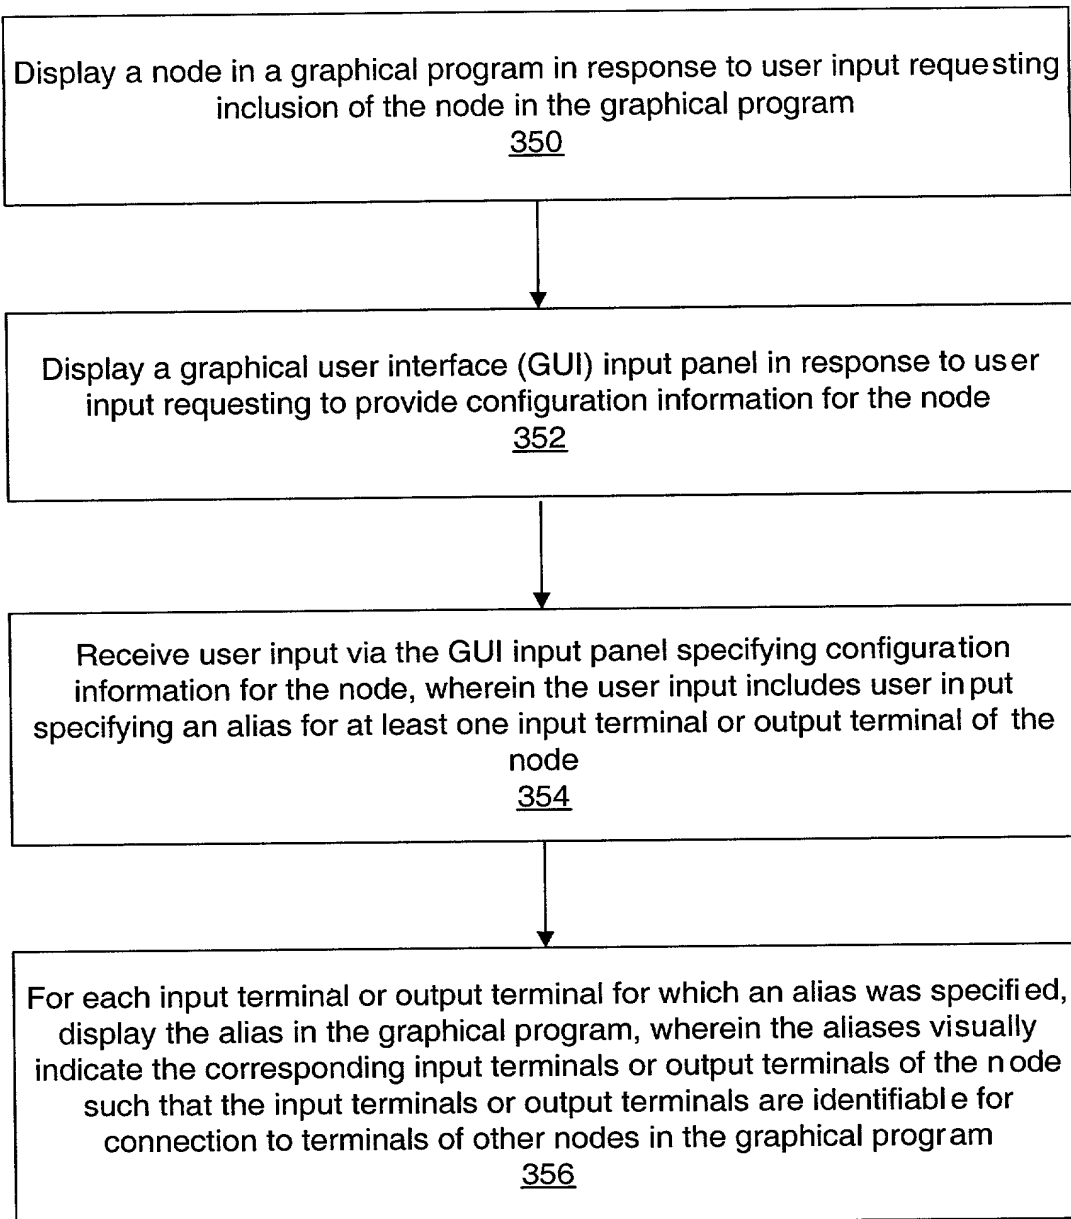 Display a node in a graphical program in response to user input requesting
inclusion of the node in the graphical program
350
Display a graphical user interface (GUI) input panel in response to user
input requesting to provide configuration information for the node
352
Receive user input via the GUI input panel specifying configuration
information for the node, wherein the user input includes user input
specifying an alias for at least one input terminal or output terminal of the
node
354
For each input terminal or output terminal for which an alias was specified,
display the alias in the graphical program, wherein the aliases visually
indicate the corresponding input terminals or output terminals of the node
such that the input terminals or output terminals are identifiable for
connection to terminals of other nodes in the graphical program
356